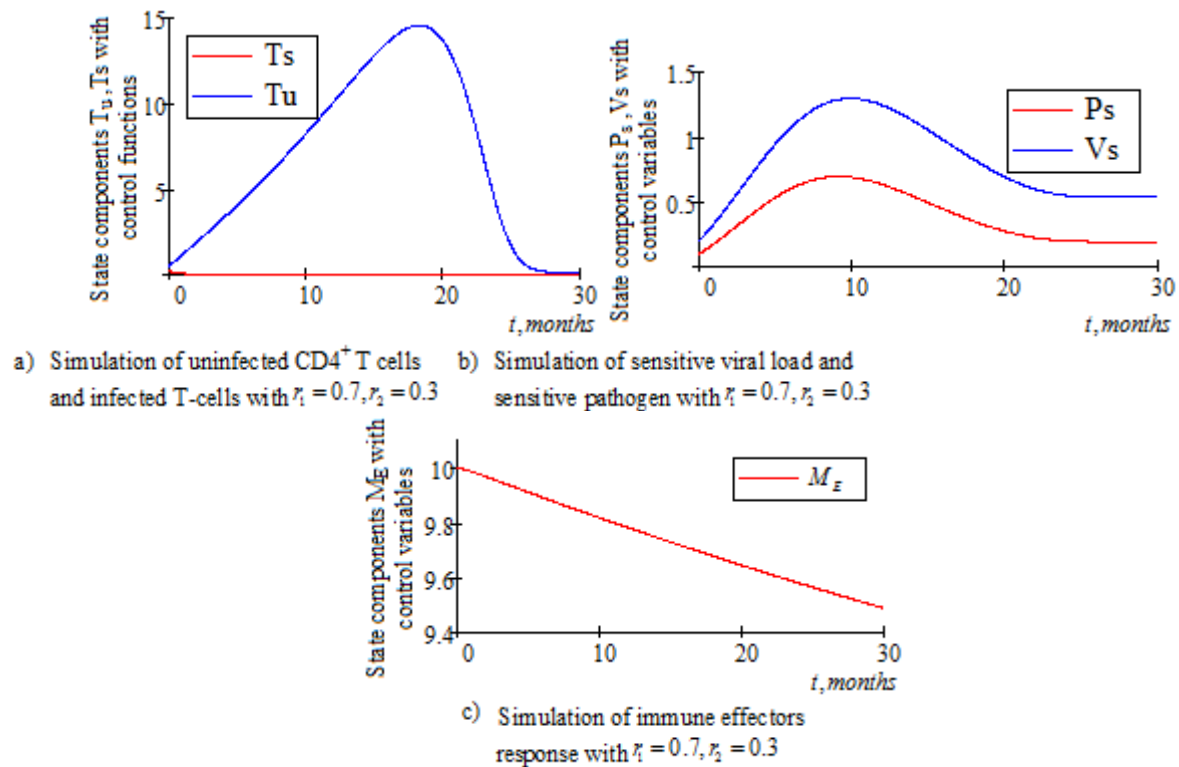 State components T_u, Ts with
control functions
15
10
5
Ts
Tu
0 10 20 30
t, months
a) Simulation of uninfected CD4⁺ T cells
and infected T-cells with r₁ = 0.7, r₂ = 0.3
State components P_s, Vs with
control variables
1.5
1
0.5
Ps
Vs
0 10 20 30
t, months
b) Simulation of sensitive viral load and
sensitive pathogen with r₁ = 0.7, r₂ = 0.3
State components M_E with
control variables
10
9.8
9.6
9.4
M_E
0 10 20 30
t, months
c) Simulation of immune effectors
response with r₁ = 0.7, r₂ = 0.3